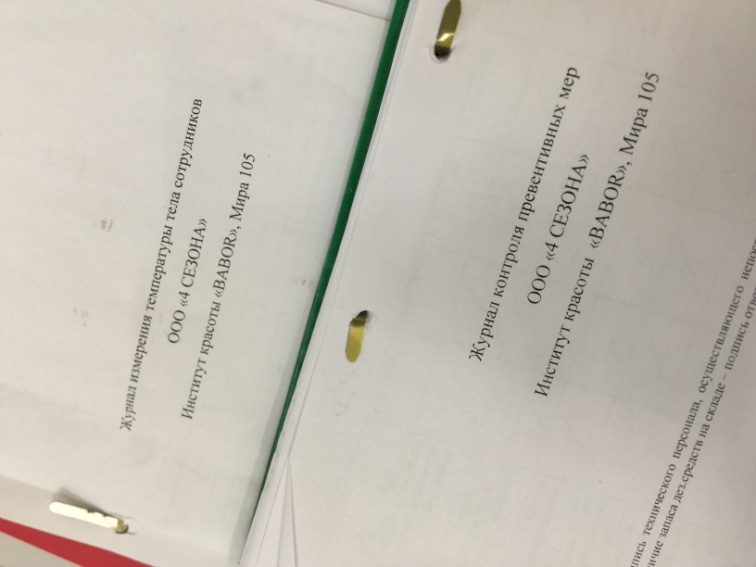 Журнал измерения температуры тела сотрудников
ООО «4 СЕЗОНА»
Институт красоты «BABOR», Мира 105
Журнал контроля превентивных мер
ООО «4 СЕЗОНА»
Институт красоты «BABOR», Мира 105
технического персонала, осуществляющего
запаса дез.средств на складе – подпись